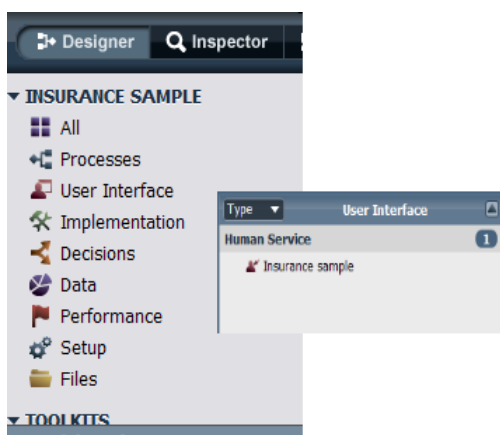 Designer Inspector
INSURANCE SAMPLE
All
Processes
User Interface
Implementation
Decisions
Data
Performance
Setup
Files
TOOLKITS
Type User Interface
Human Service 1
Insurance sample